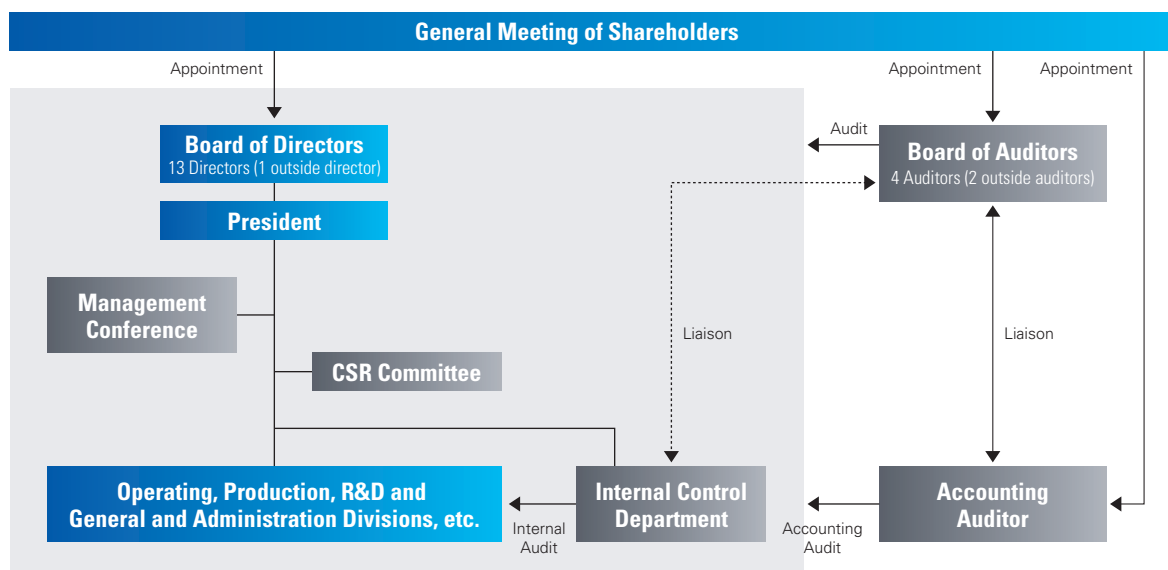 General Meeting of Shareholders
Appointment
Appointment
Appointment
Board of Directors
13 Directors (1 outside director)
Audit
Board of Auditors
4 Auditors (2 outside auditors)
President
Management
Conference
Liaison
Liaison
CSR Committee
Operating, Production, R&D and
General and Administration Divisions, etc.
Internal
Audit
Internal Control
Department
Accounting
Audit
Accounting
Auditor